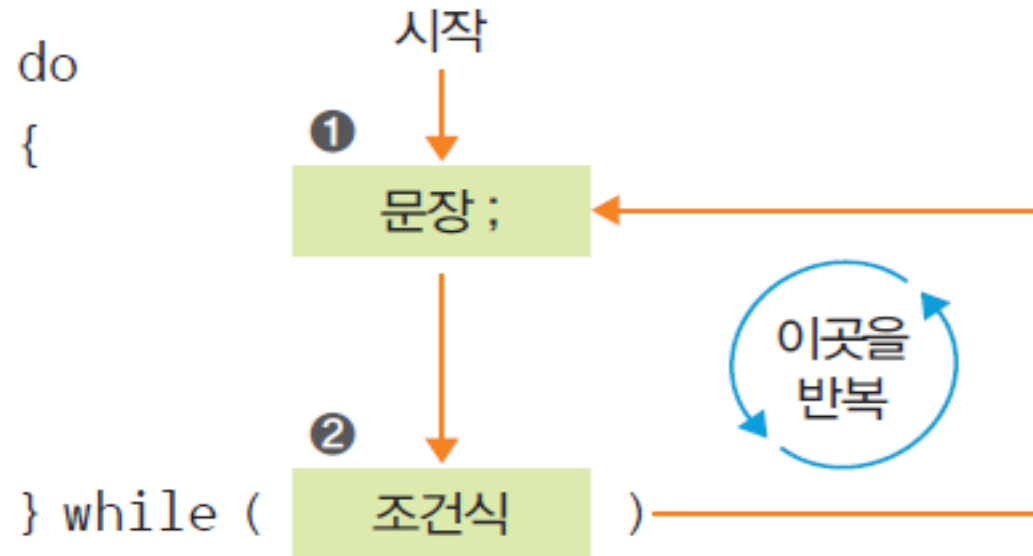 시작
do
{
❶
문장 ;
이곳을
반복
❷
} while ( 조건식 )